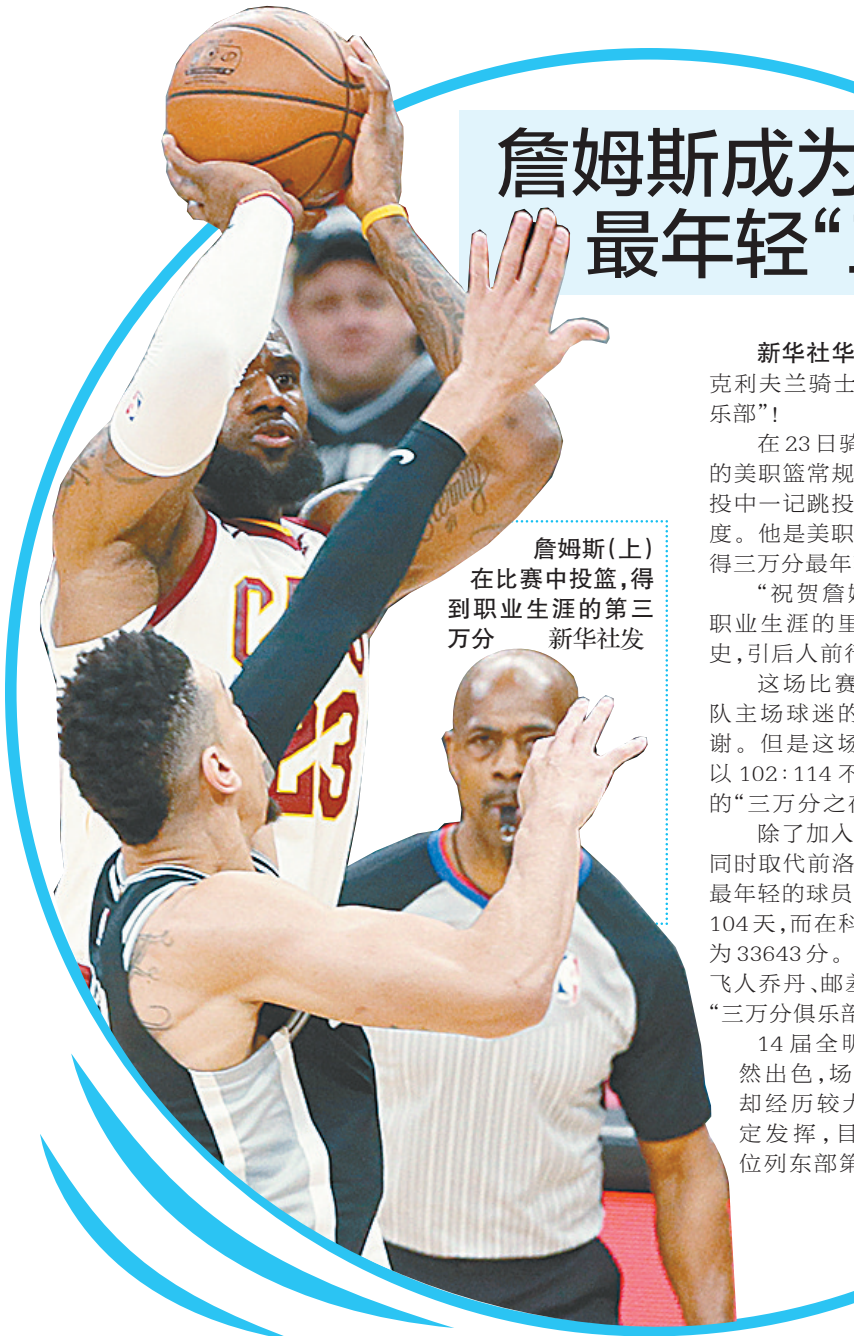 詹姆斯成为
最年轻“
新华社华
克利夫兰骑士
乐部”！
在23日骑
的美职篮常规
投中一记跳投
度。他是美职
得三万分最年
“祝贺詹姆
职业生涯的里
史，引后人前行
这场比赛
队主场球迷的
谢。但是这场
以102：114不
的“三万分之夜
除了加入
同时取代前洛
最年轻的球员
104天，而在科
为33643分。
飞人乔丹、邮差
“三万分俱乐部
14届全明
然出色，场
却经历较大
定发挥，目
位列东部第
詹姆斯（上）
在比赛中投篮，得
到职业生涯的第三
万分 新华社发
23